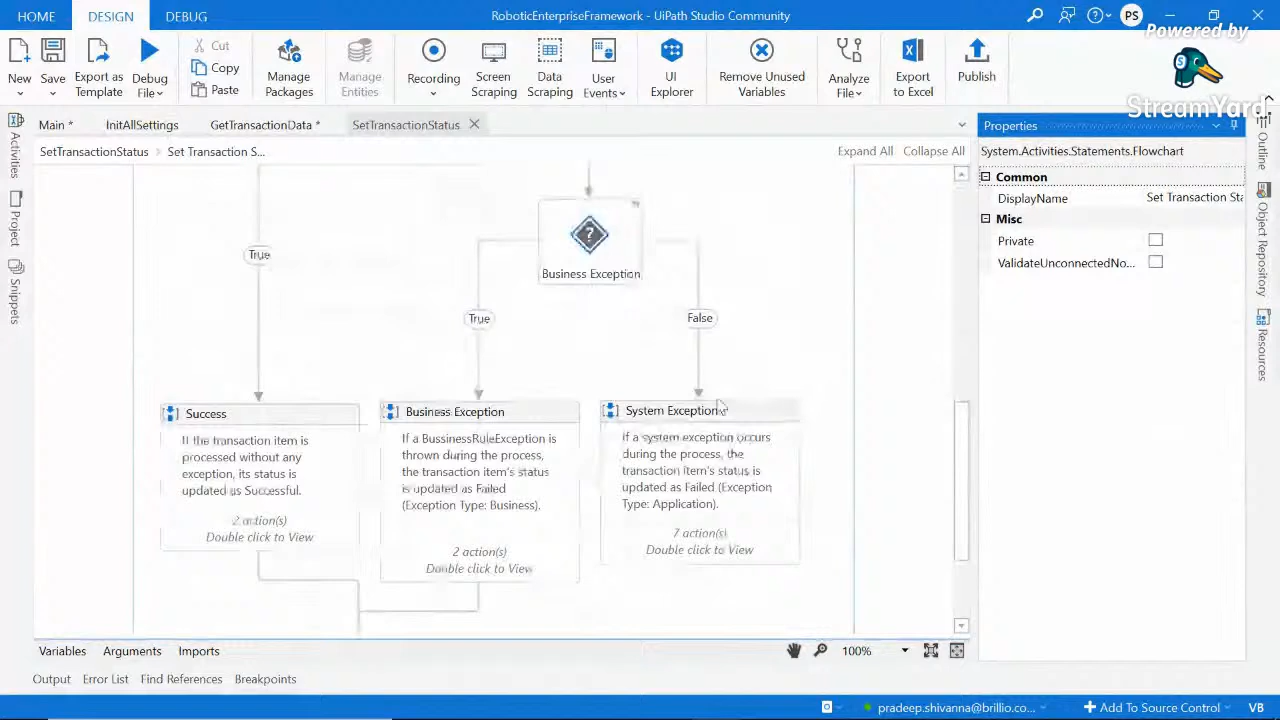 HOME
DESIGN
DEBUG
RoboticEnterpriseFramework - UiPath Studio Community
PS
Powered by
StreamYard
New
Save
Export as
Template
Debug
File
Cut
Copy
Paste
Manage
Packages
Manage
Entities
Recording
Screen
Scraping
Data
Scraping
User
Events
UI
Explorer
Remove Unused
Variables
Analyze
File
Export
to Excel
Publish
Main *
InitAllSettings
GetTransactionData *
SetTransactionStatus
Properties
SetTransactionStatus
Set Transaction S...
Expand All
Collapse All
System.Activities.Statements.Flowchart
Common
DisplayName
Set Transaction Sta
Misc
Private
ValidateUnconnectedNo...
Activities
Project
Snippets
Outline
Object Repository
Resources
?
Business Exception
True
True
False
Success
If the transaction item is
processed without any
exception, its status is
updated as Successful.
2 action(s)
Double click to View
Business Exception
If a BussinessRuleException is
thrown during the process,
the transaction item's status
is updated as Failed
(Exception Type: Business).
2 action(s)
Double click to View
System Exception
If a system exception occurs
during the process, the
transaction item's status is
updated as Failed (Exception
Type: Application).
7 action(s)
Double click to View
Variables
Arguments
Imports
100%
Output
Error List
Find References
Breakpoints
pradeep.shivanna@brillio.co...
Add To Source Control
VB